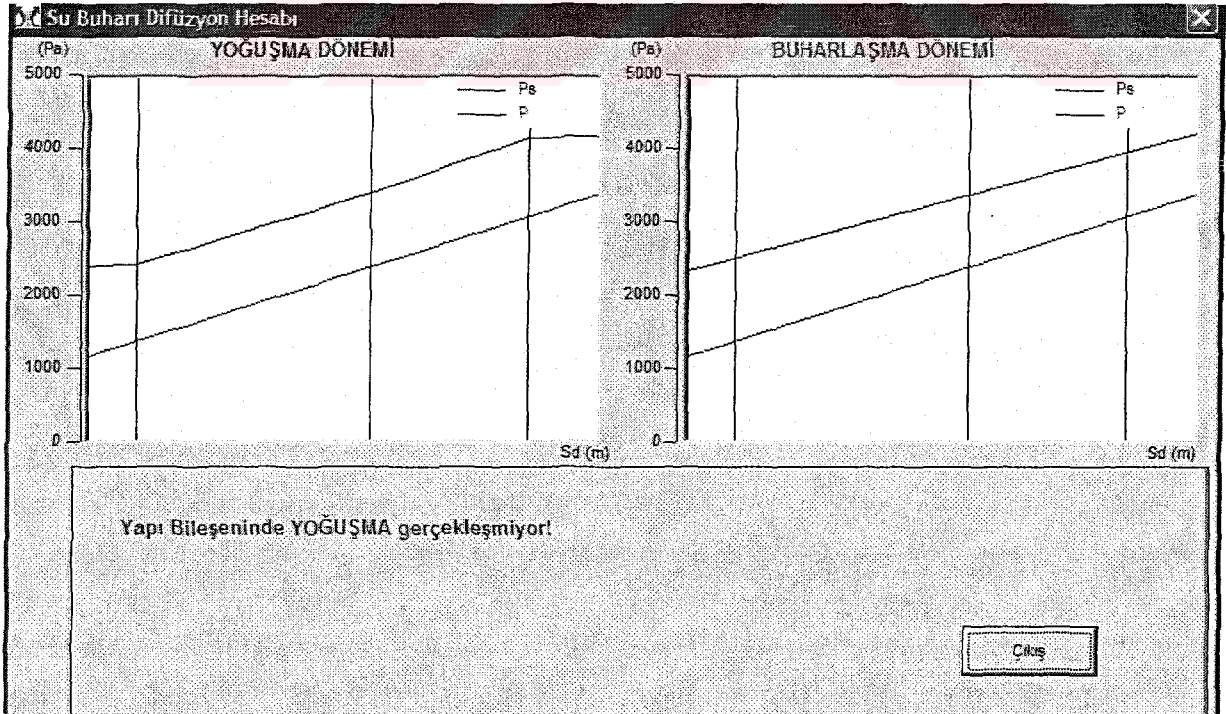 Su Buharı Difüzyon Hesabı
(Pa) YOĞUŞMA DÖNEMİ
5000
4000
3000
2000
1000
0
Ps
P
Sd (m)
(Pa) BUHARLAŞMA DÖNEMİ
5000
4000
3000
2000
1000
0
Ps
P
Sd (m)
Yapı Bileşeninde YOĞUŞMA gerçekleşmiyor!
Çıkış